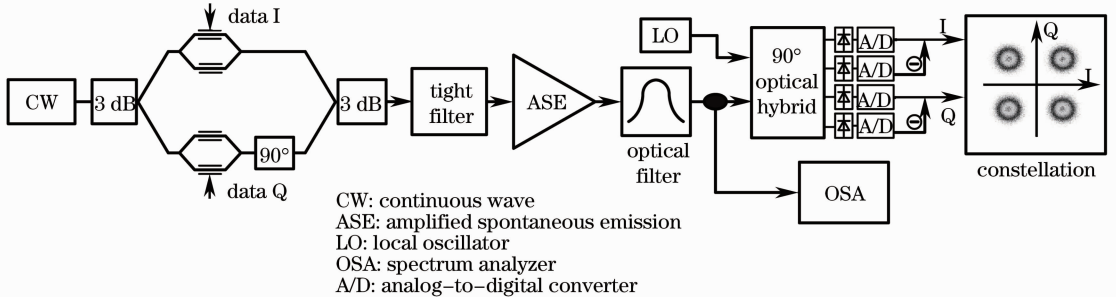 data I
CW
3 dB
90°
data Q
3 dB
tight
filter
ASE
optical
filter
LO
90°
optical
hybrid
A/D
A/D
A/D
A/D
I
Q
Q
I
constellation
OSA
CW: continuous wave
ASE: amplified spontaneous emission
LO: local oscillator
OSA: spectrum analyzer
A/D: analog-to-digital converter